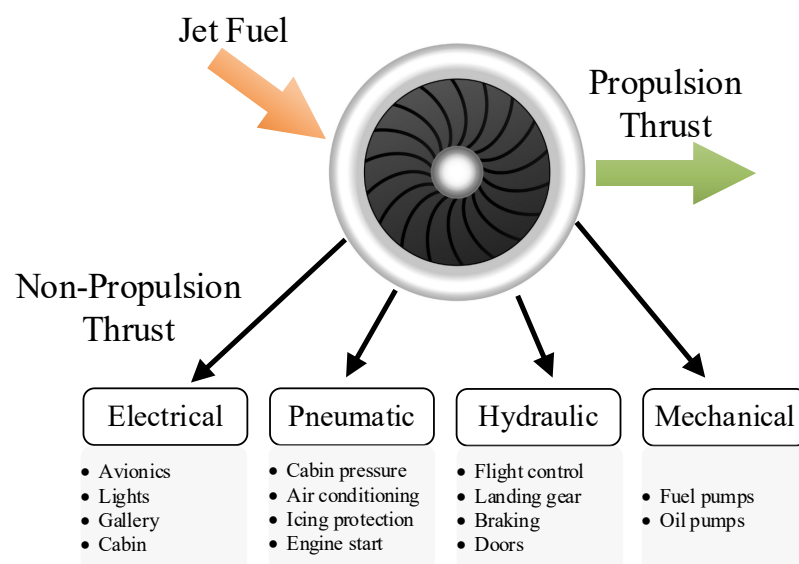 Jet Fuel
Propulsion
Thrust
Non-Propulsion
Thrust
Electrical
• Avionics
• Lights
• Gallery
• Cabin
Pneumatic
• Cabin pressure
• Air conditioning
• Icing protection
• Engine start
Hydraulic
• Flight control
• Landing gear
• Braking
• Doors
Mechanical
• Fuel pumps
• Oil pumps